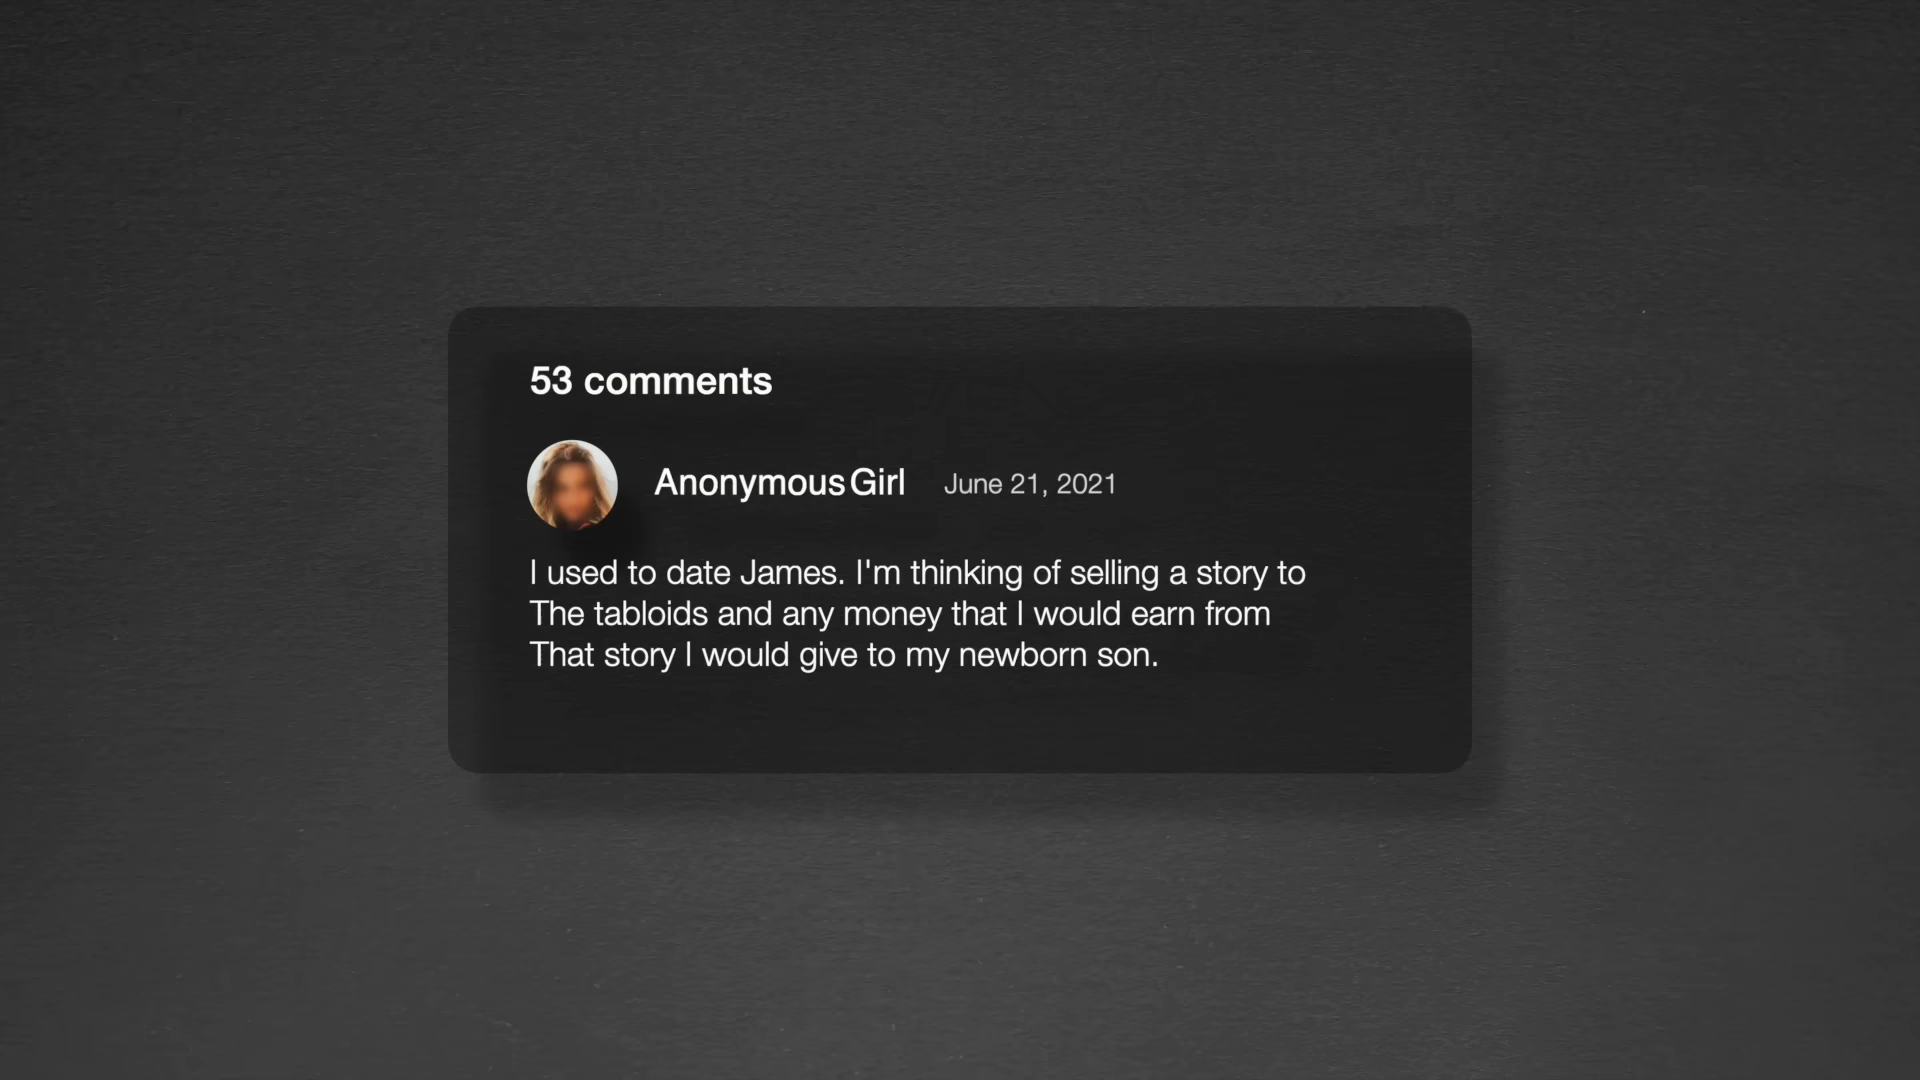 53 comments
Anonymous Girl June 21, 2021
I used to date James. I'm thinking of selling a story to
The tabloids and any money that I would earn from
That story I would give to my newborn son.